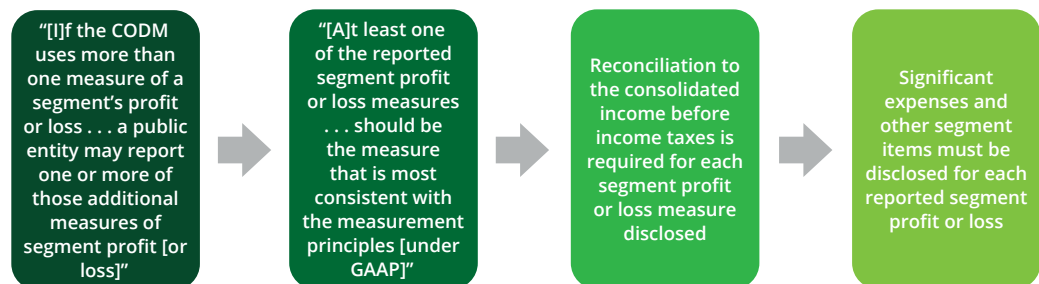 “[I]f the CODM
uses more than
one measure of a
segment’s profit
or loss . . . a public
entity may report
one or more of
those additional
measures of
segment profit [or
loss]”
“[A]t least one
of the reported
segment profit
or loss measures
. . . should be
the measure
that is most
consistent with
the measurement
principles [under
GAAP]”
Reconciliation to
the consolidated
income before
income taxes is
required for each
segment profit
or loss measure
disclosed
Significant
expenses and
other segment
items must be
disclosed for each
reported segment
profit or loss